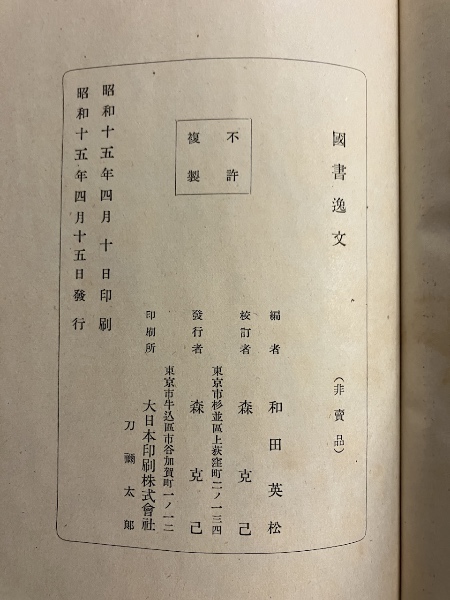 國書逸文
(非賣品)
不許
複製
編者 和田英松
校訂者 森克己
東京市杉並區上荻窪町二ノ一三四
發行者 森克己
東京市牛込區市谷加賀町一ノ一二
印刷所 大日本印刷株式會社
刀禰太郎
昭和十五年四月十日印刷
昭和十五年四月十五日發行